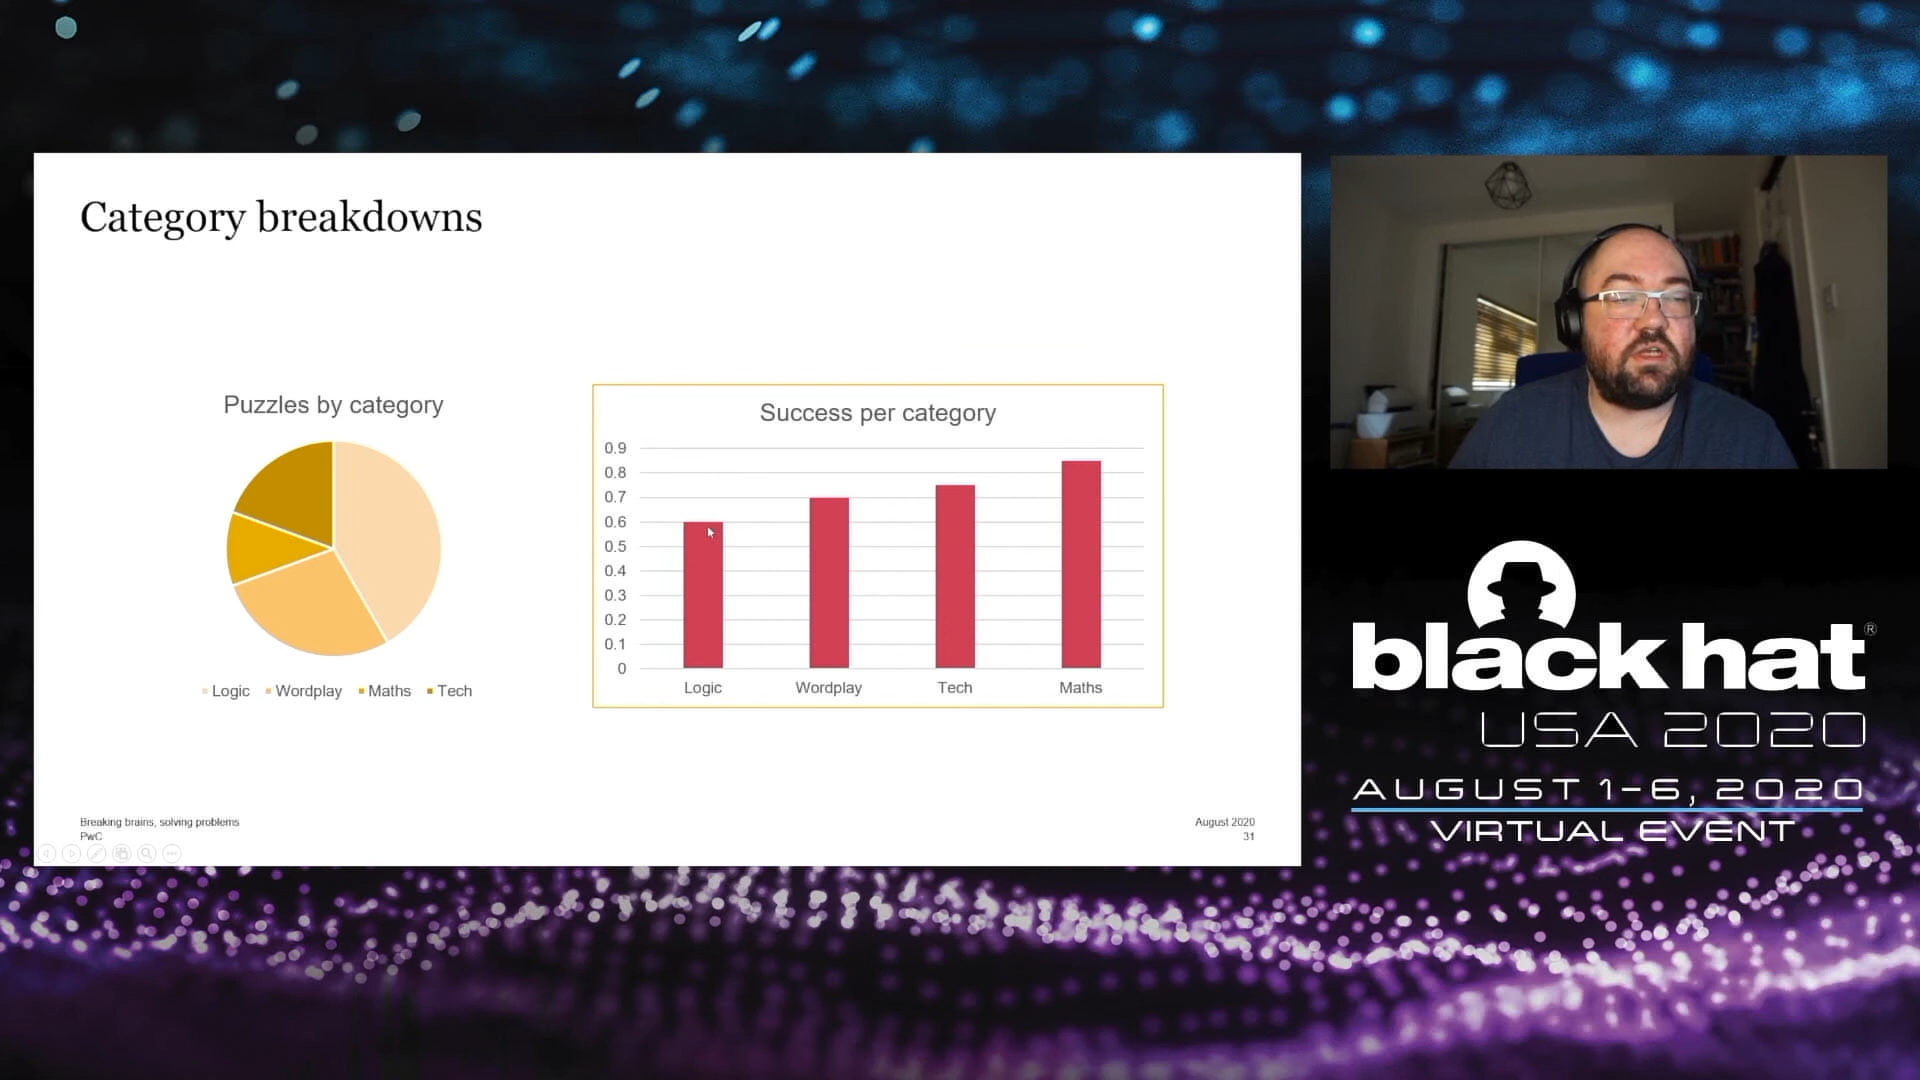 Category breakdowns
Puzzles by category
Logic Wordplay Maths Tech
Success per category
0.9
0.8
0.7
0.6
0.5
0.4
0.3
0.2
0.1
0
Logic Wordplay Tech Maths
Breaking brains, solving problems
PwC
August 2020
31
black hat®
USA 2020
AUGUST 1-6, 2020
VIRTUAL EVENT